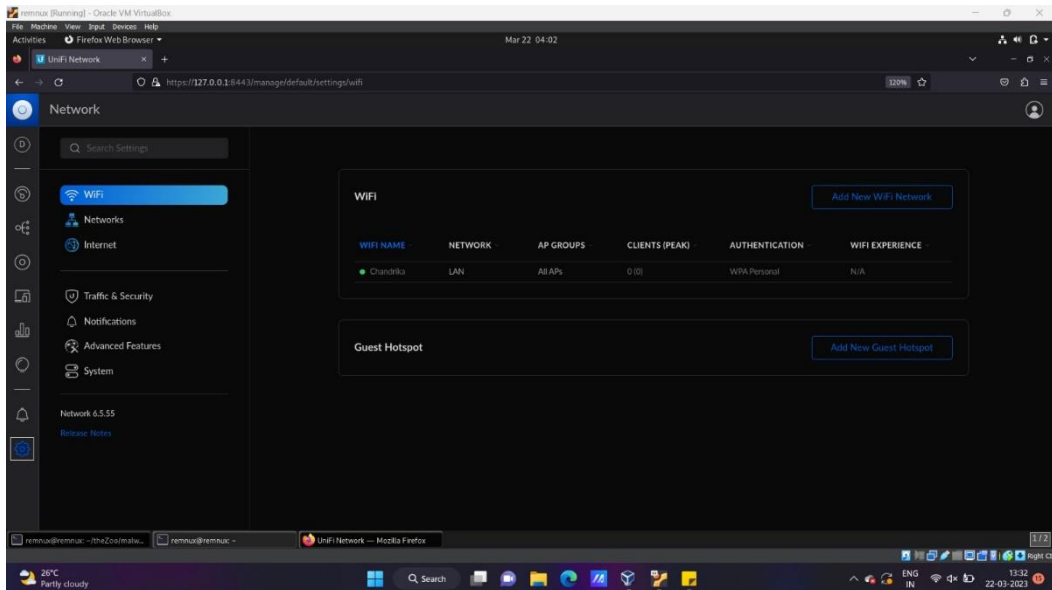 remnux [Running] - Oracle VM VirtualBox
File Machine View Input Devices Help
Activities Firefox Web Browser Mar 22 04:02
UniFi Network
https://127.0.0.1:8443/manage/default/settings/wifi 120%
Network
Search Settings
WiFi
Networks
Internet
Traffic & Security
Notifications
Advanced Features
System
Network 6.5.55
Release Notes
WiFi Add New WiFi Network
WIFI NAME NETWORK AP GROUPS CLIENTS (PEAK) AUTHENTICATION WIFI EXPERIENCE
Chandrika LAN All APs 0 (0) WPA Personal N/A
Guest Hotspot Add New Guest Hotspot
remnux@remnux: ~/theZoo/malw... remnux@remnux: ~ UniFi Network — Mozilla Firefox 1/2
Right Ct
26°C
Partly cloudy
Search
ENG
IN
13:32
22-03-2023